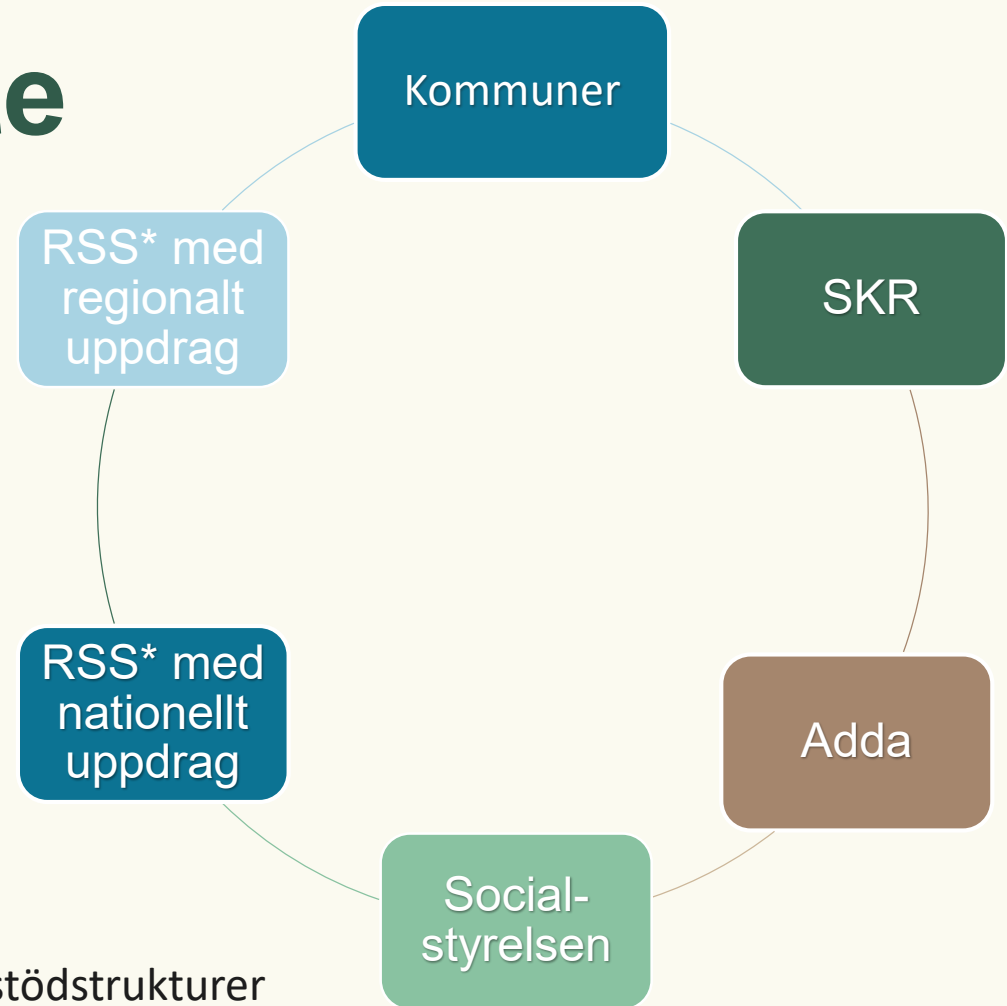 Kommuner
RSS* med
regionalt
uppdrag
SKR
RSS* med
nationellt
uppdrag
Adda
Social-
styrelsen
stödstrukturer